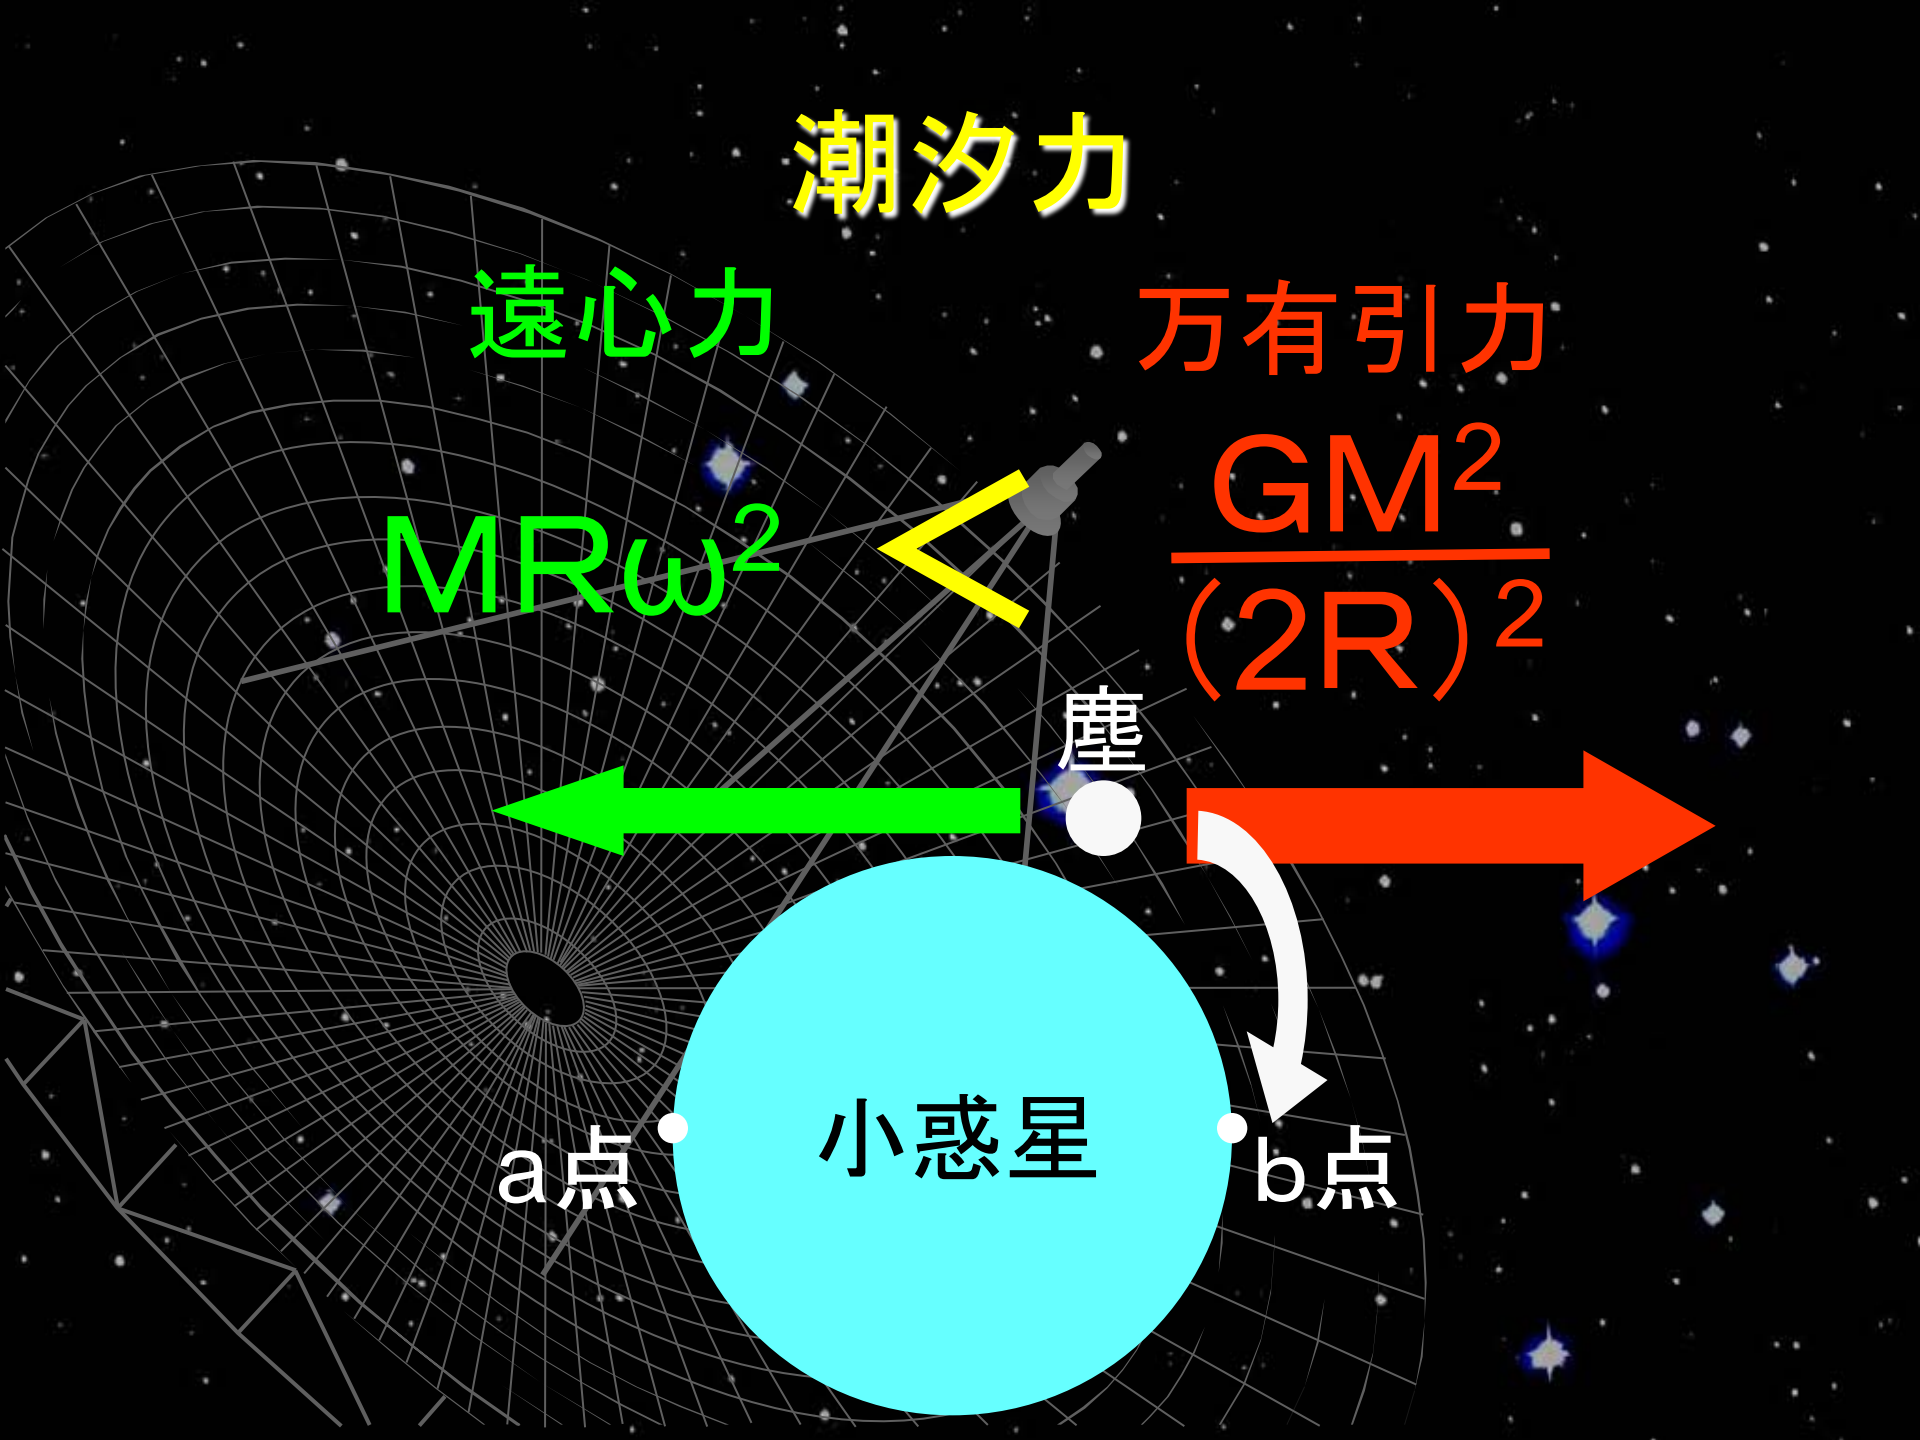 潮汐力
遠心力
万有引力
MRω²
<
GM²
（2R）²
塵
小惑星
a点
b点